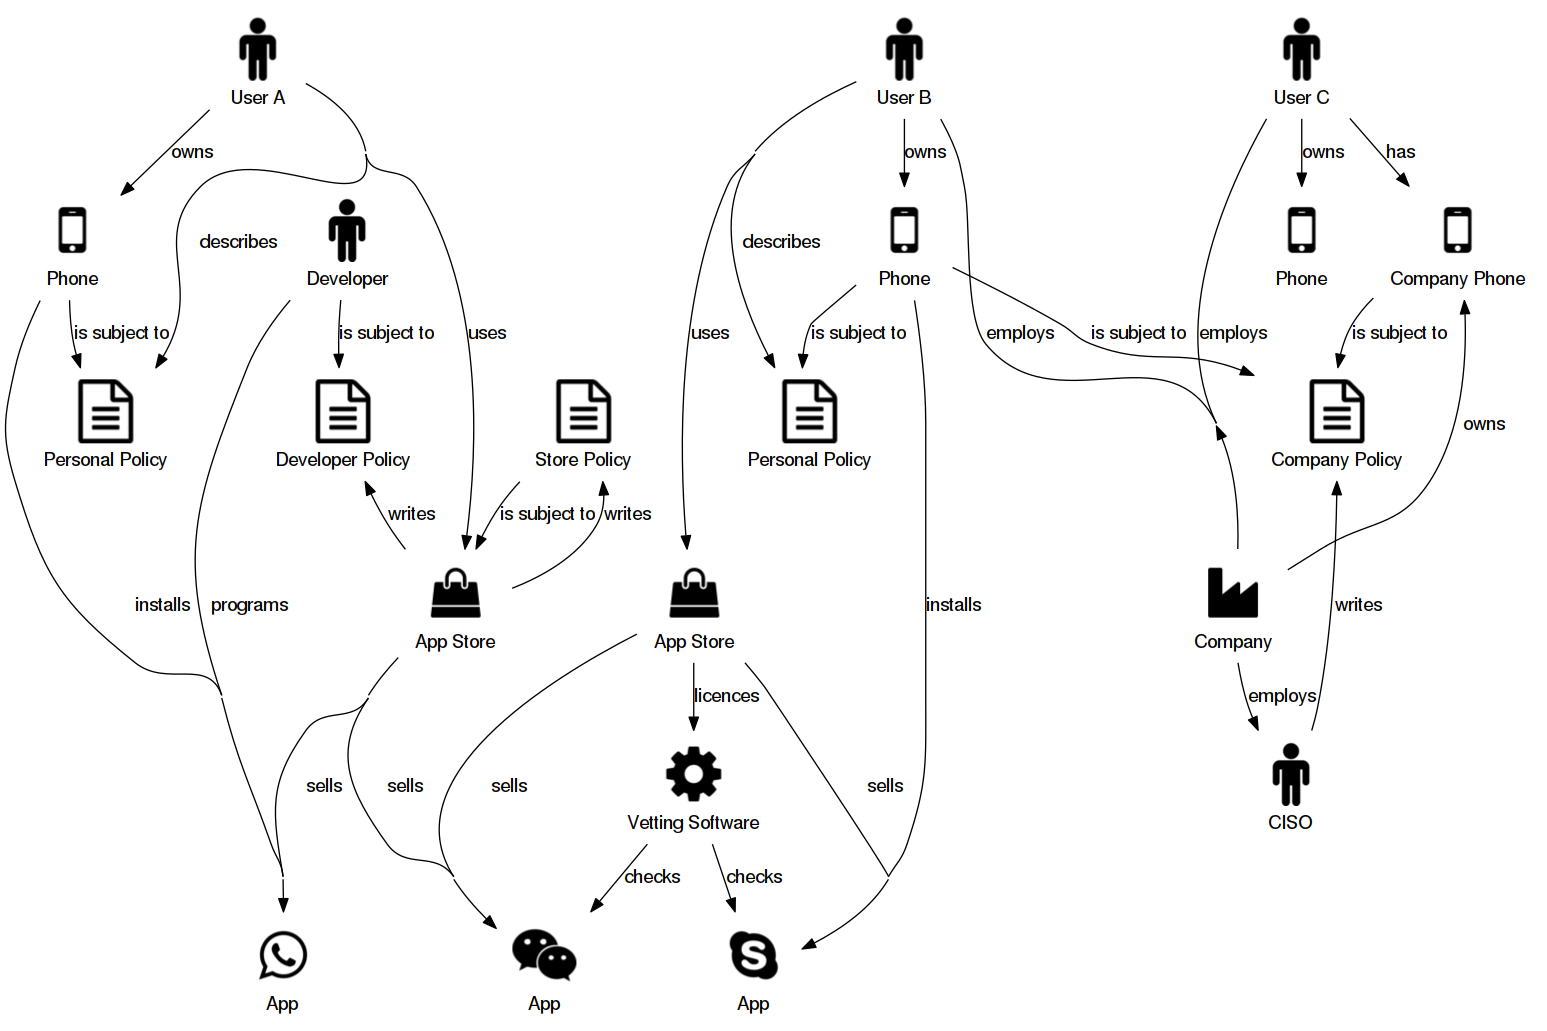 User A
User B
User C
owns
owns
owns
has
describes
describes
Phone
Developer
Phone
Phone
Company Phone
is subject to
is subject to
uses
uses
is subject to
employs
is subject to
employs
is subject to
owns
Personal Policy
Developer Policy
Store Policy
Personal Policy
Company Policy
writes
is subject to
writes
installs
programs
installs
writes
App Store
App Store
Company
licences
employs
sells
sells
sells
sells
Vetting Software
CISO
checks
checks
S
App
App
App